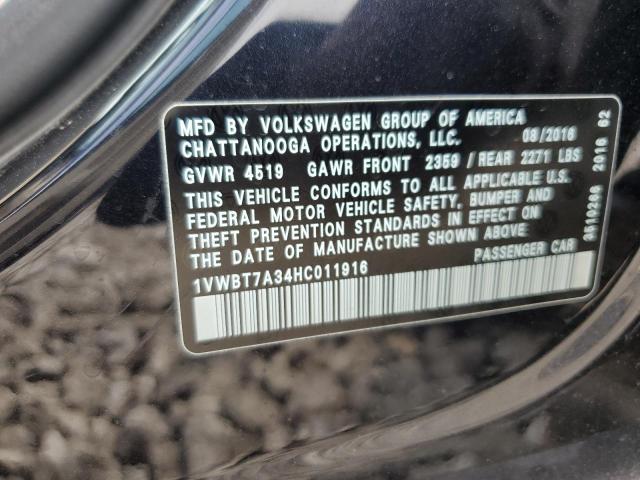 MFD BY VOLKSWAGEN GROUP OF AMERICA
CHATTANOOGA OPERATIONS, LLC. 08/2016
GVWR 4519 GAWR FRONT 2359 / REAR 2271 LBS
THIS VEHICLE CONFORMS TO ALL APPLICABLE U.S.
FEDERAL MOTOR VEHICLE SAFETY, BUMPER AND
THEFT PREVENTION STANDARDS IN EFFECT ON
THE DATE OF MANUFACTURE SHOWN ABOVE.
1VWBT7A34HC011916 PASSENGER CAR
2016 02